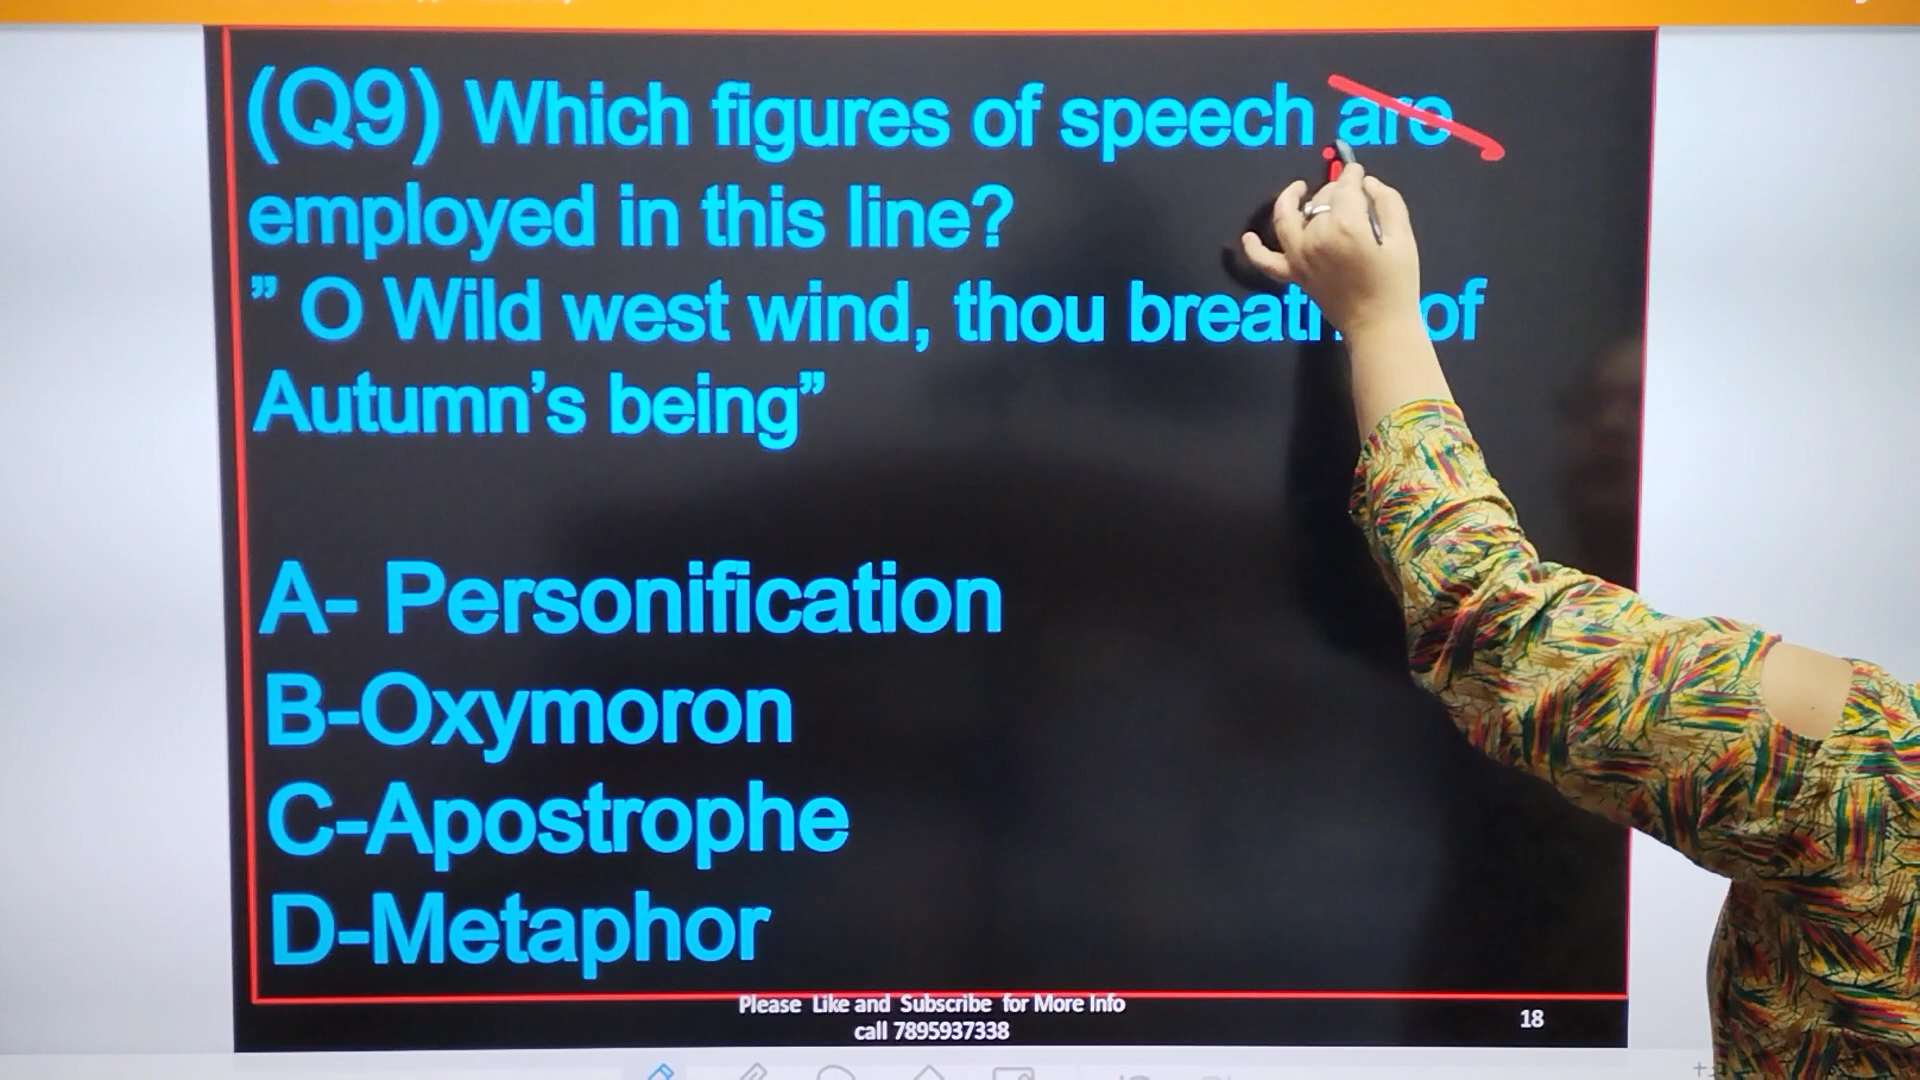 (Q9) Which figures of speech are
employed in this line?
” O Wild west wind, thou of
Autumn’s being”
A- Personification
B-Oxymoron
C-Apostrophe
D-Metaphor
Please Like and Subscribe for More Info
call 7895937338
18